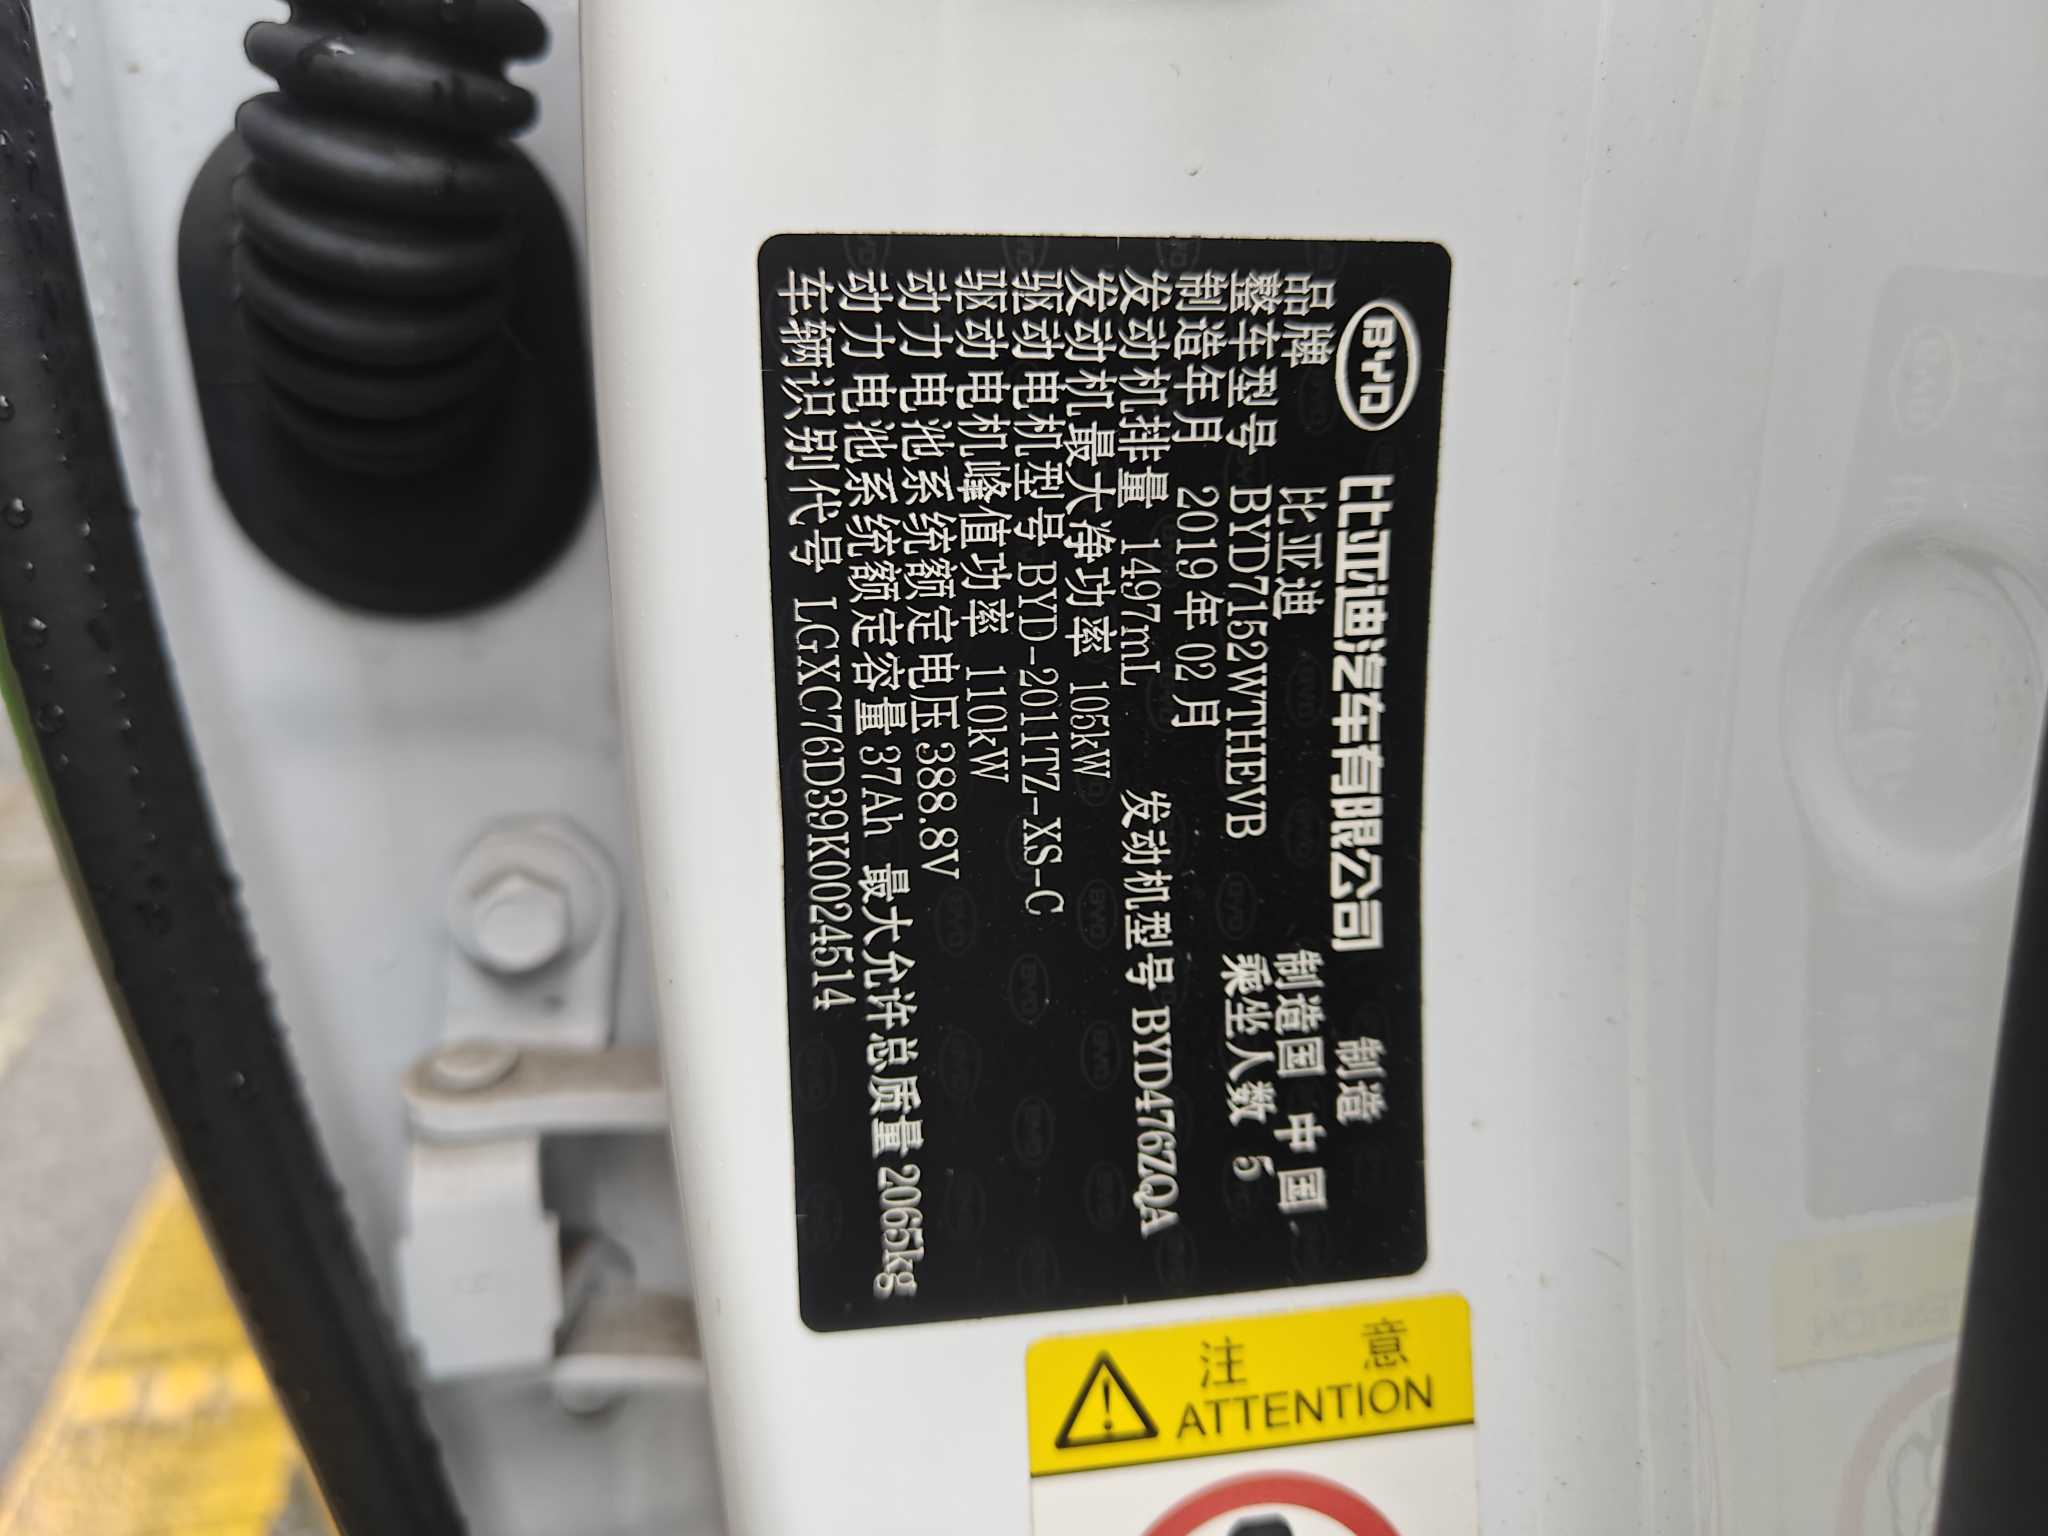 BYD 比亚迪汽车有限公司 制造
品牌 比亚迪 制造国 中国
整车型号 BYD7152WTHEVB 乘坐人数 5
制造年月 2019年02月
发动机排量 1497mL 发动机型号 BYD476ZQA
发动机最大净功率 105kW
驱动电机型号 BYD-2011TZ-XS-C
驱动电机峰值功率 110kW
动力电池系统额定电压 388.8V
动力电池系统额定容量 37Ah 最大允许总质量 2065kg
车辆识别代号 LGXC76D39K0024514
注 意
ATTENTION